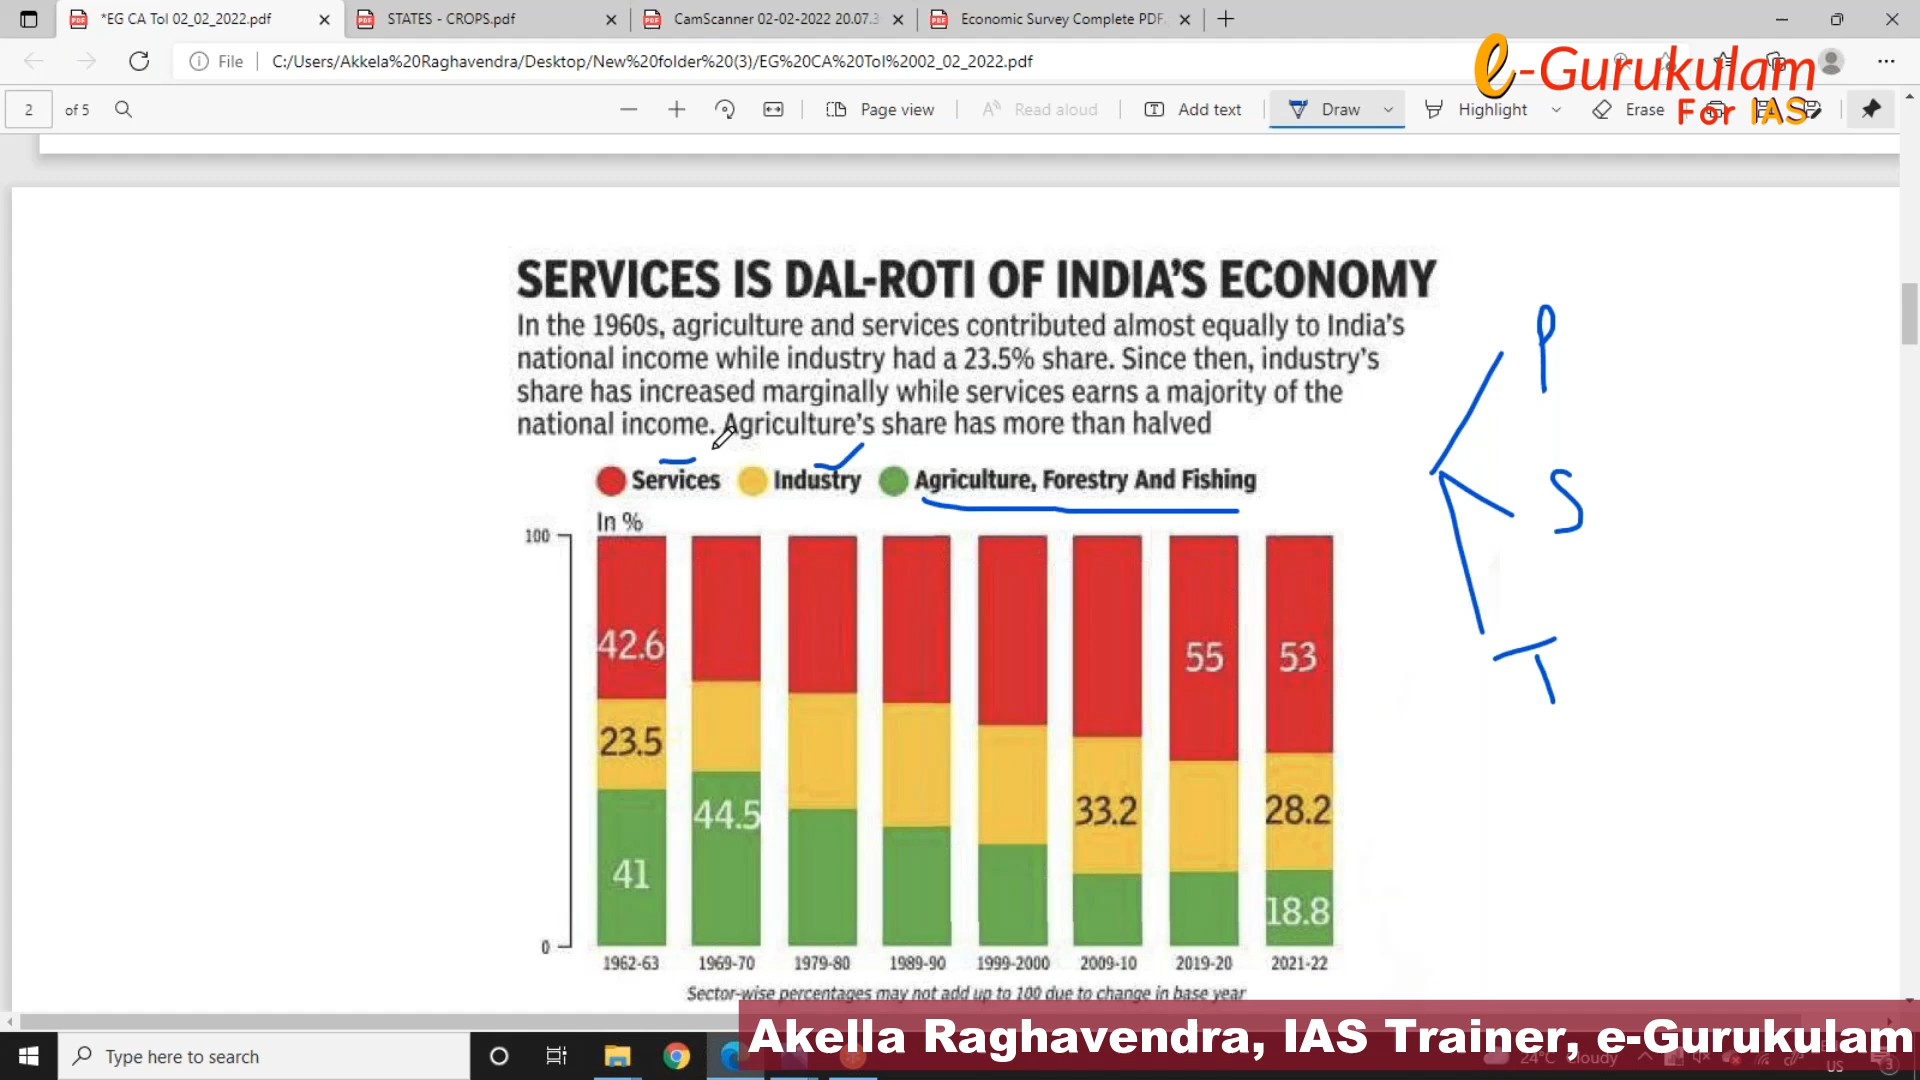 *EG CA ToI 02_02_2022.pdf
STATES - CROPS.pdf
CamScanner 02-02-2022 20.07.3
Economic Survey Complete PDF
File
C:/Users/Akkela%20Raghavendra/Desktop/New%20folder%20(3)/EG%20CA%20ToI%2002_02_2022.pdf
e-Gurukulam
For IAS
2 of 5
Page view
Read aloud
Add text
Draw
Highlight
Erase
SERVICES IS DAL-ROTI OF INDIA'S ECONOMY
In the 1960s, agriculture and services contributed almost equally to India's
national income while industry had a 23.5% share. Since then, industry's
share has increased marginally while services earns a majority of the
national income. Agriculture's share has more than halved
P
S
T
Services Industry Agriculture, Forestry And Fishing
In %
100
42.6
55
53
23.5
33.2
28.2
44.5
41
18.8
0
1962-63 1969-70 1979-80 1989-90 1999-2000 2009-10 2019-20 2021-22
Sector-wise percentages may not add up to 100 due to change in base year
Akella Raghavendra, IAS Trainer, e-Gurukulam
Type here to search
24°C Cloudy
US
3